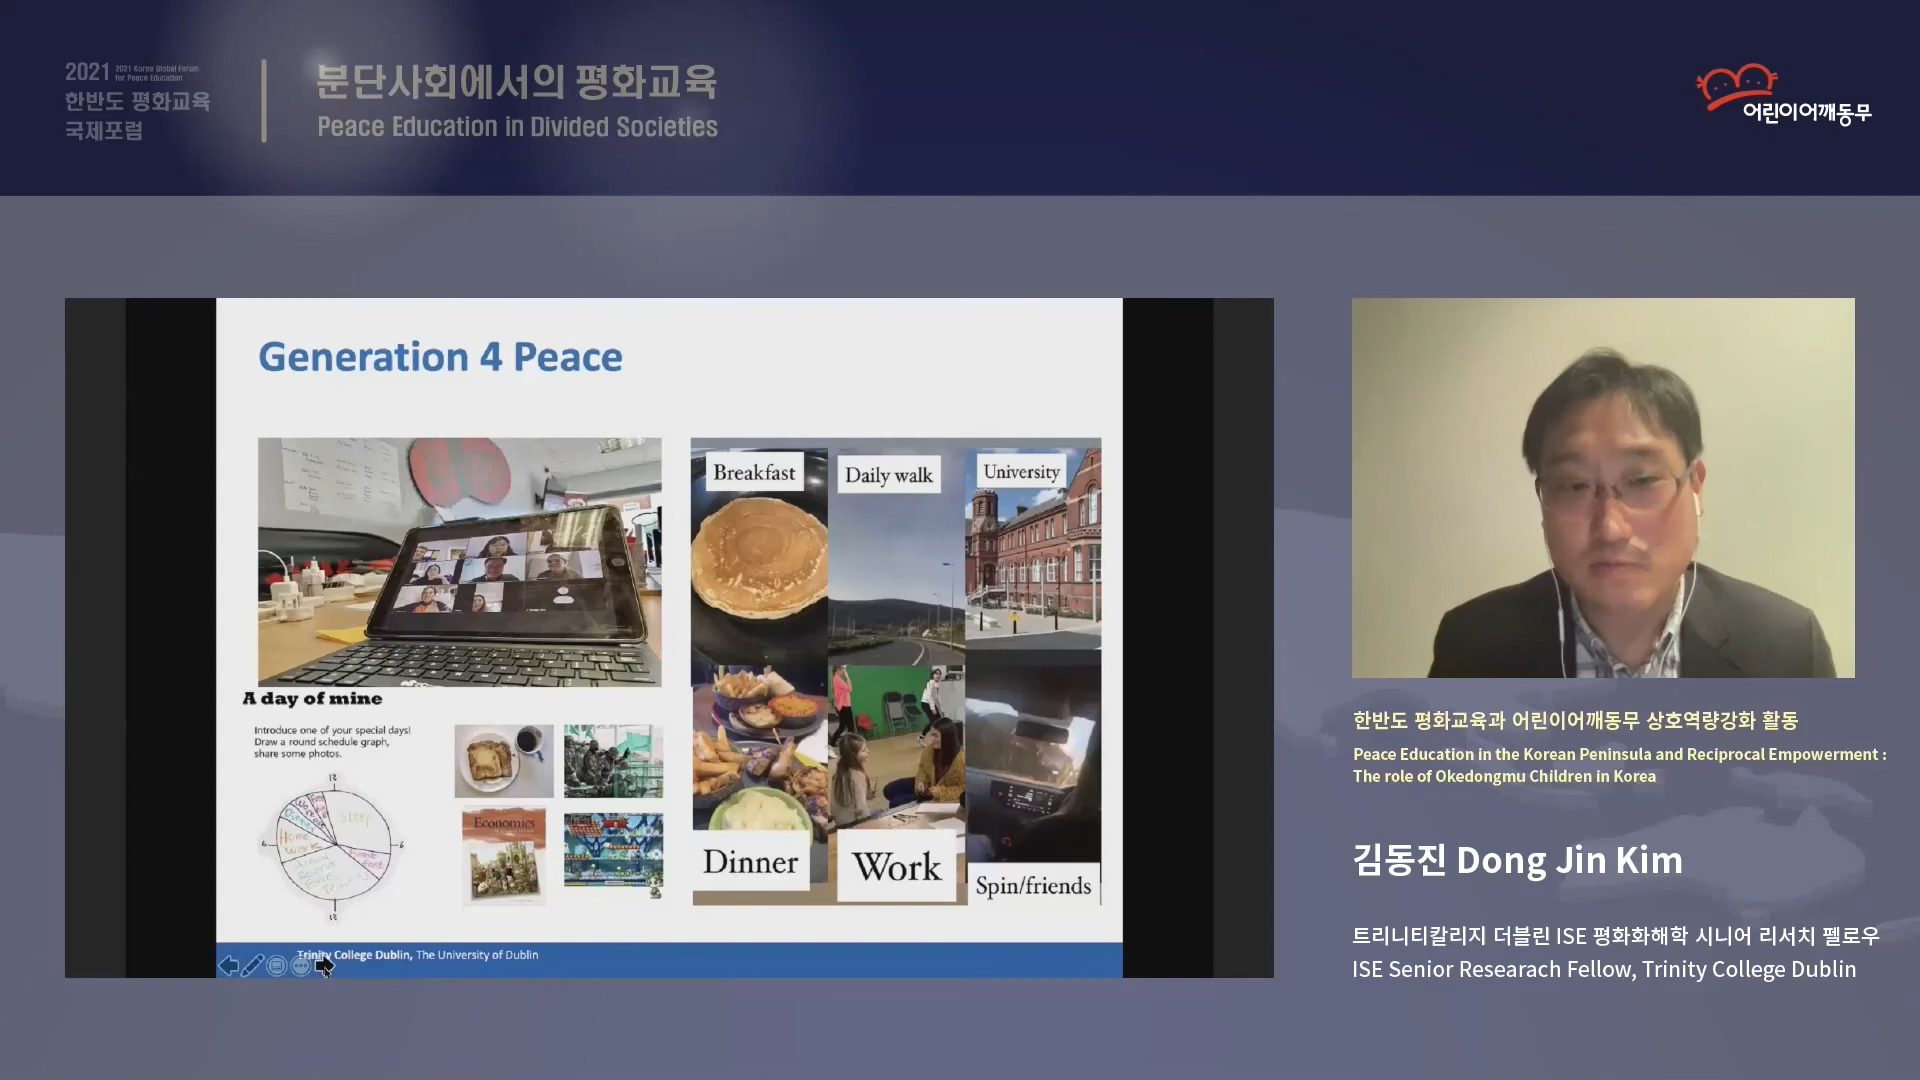 2021
2021 Korea Global Forum
for Peace Education
한반도 평화교육
국제포럼
분단사회에서의 평화교육
Peace Education in Divided Societies
어린이어깨동무
Generation 4 Peace
Breakfast
Daily walk
University
A day of mine
Introduce one of your special days!
Draw a round schedule graph,
share some photos.
12
6
6
12
Sleep
Dinner
Home
Work
Economics
Dinner
Work
Spin/friends
Trinity College Dublin, The University of Dublin
한반도 평화교육과 어린이어깨동무 상호역량강화 활동
Peace Education in the Korean Peninsula and Reciprocal Empowerment :
The role of Okedongmu Children in Korea
김동진 Dong Jin Kim
트리니티칼리지 더블린 ISE 평화화해학 시니어 리서치 펠로우
ISE Senior Researach Fellow, Trinity College Dublin